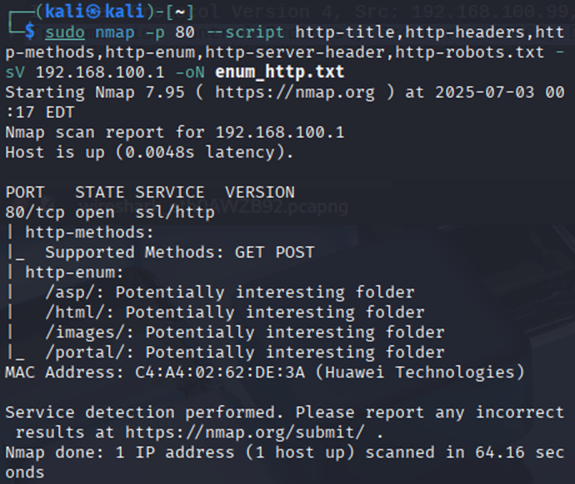 ┌──(kali㉿kali)-[~]
└─$ sudo nmap -p 80 --script http-title,http-headers,htt
p-methods,http-enum,http-server-header,http-robots.txt -
sV 192.168.100.1 -oN enum_http.txt
Starting Nmap 7.95 ( https://nmap.org ) at 2025-07-03 00
:17 EDT
Nmap scan report for 192.168.100.1
Host is up (0.0048s latency).

PORT   STATE SERVICE  VERSION
80/tcp open  ssl/http
| http-methods:
|_  Supported Methods: GET POST
| http-enum:
|   /asp/: Potentially interesting folder
|   /html/: Potentially interesting folder
|   /images/: Potentially interesting folder
|_  /portal/: Potentially interesting folder
MAC Address: C4:A4:02:62:DE:3A (Huawei Technologies)

Service detection performed. Please report any incorrect
 results at https://nmap.org/submit/ .
Nmap done: 1 IP address (1 host up) scanned in 64.16 sec
onds